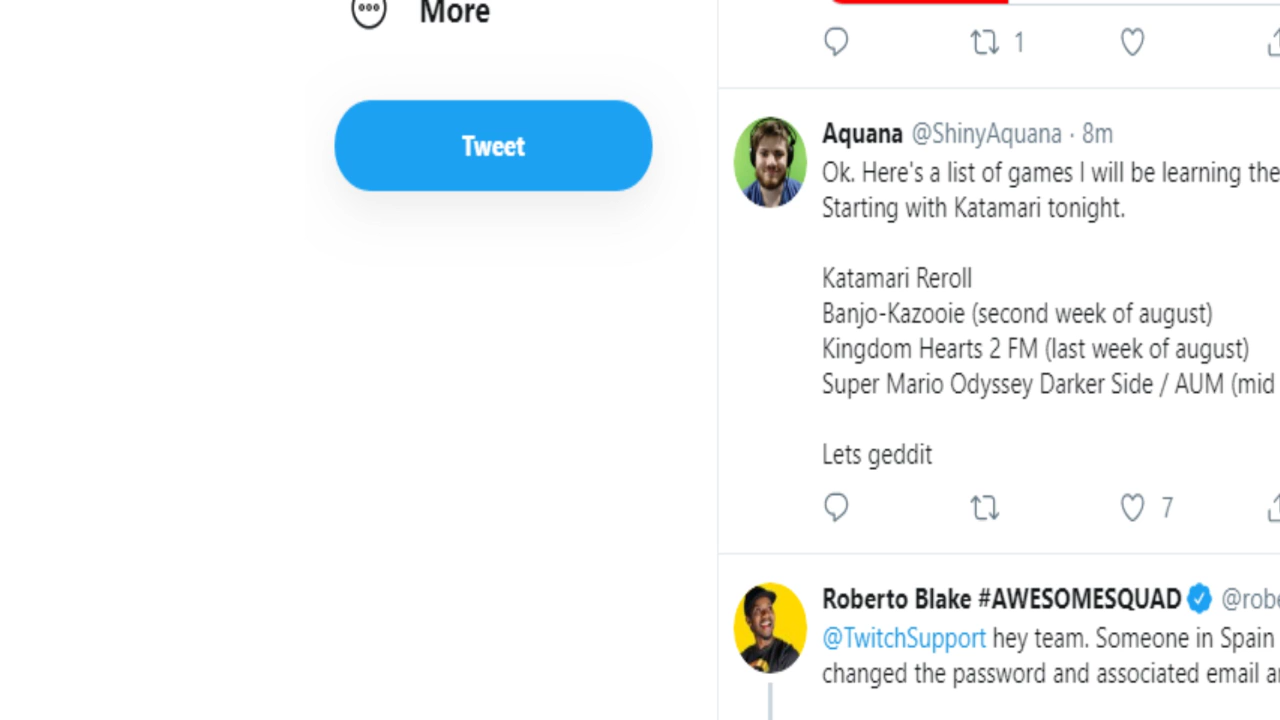 More
Tweet
1
Aquana @ShinyAquana · 8m
Ok. Here's a list of games I will be learning the
Starting with Katamari tonight.
Katamari Reroll
Banjo-Kazooie (second week of august)
Kingdom Hearts 2 FM (last week of august)
Super Mario Odyssey Darker Side / AUM (mid
Lets geddit
7
Roberto Blake #AWESOMESQUAD @robe
@TwitchSupport hey team. Someone in Spain
changed the password and associated email